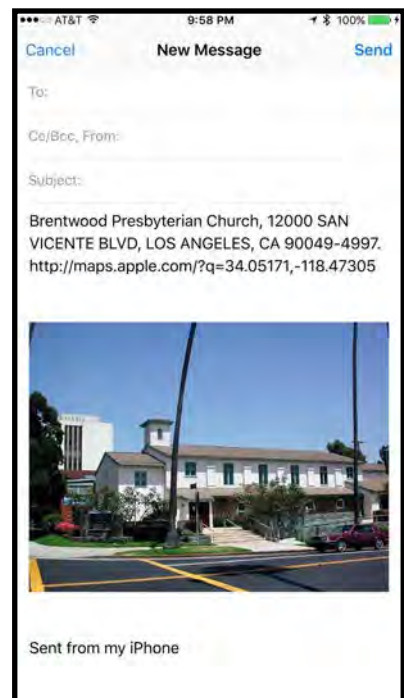 AT&T 9:58 PM 100%
Cancel New Message Send
To:
Cc/Bcc, From:
Subject:
Brentwood Presbyterian Church, 12000 SAN
VICENTE BLVD, LOS ANGELES, CA 90049-4997.
http://maps.apple.com/?q=34.05171,-118.47305
Sent from my iPhone